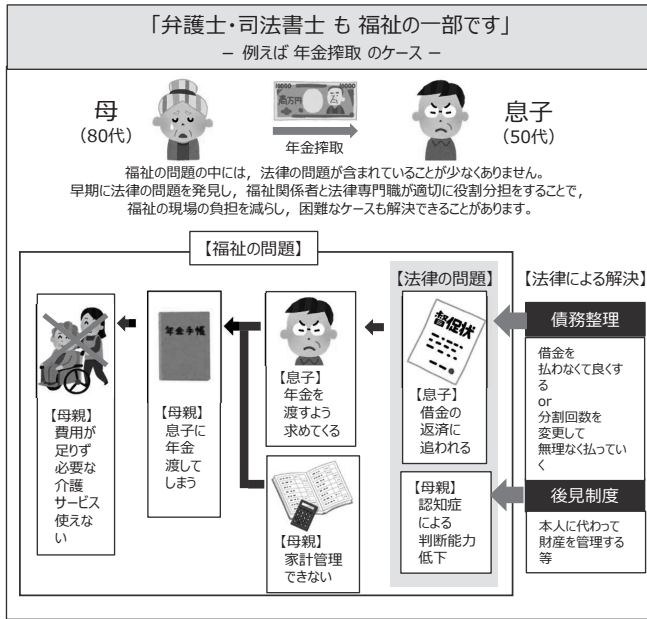 「弁護士・司法書士 も 福祉の一部です」
－ 例えば 年金搾取 のケース －
母
（80代）
10000
10000
壱万円
年金搾取
息子
（50代）
福祉の問題の中には，法律の問題が含まれていることが少なくありません。
早期に法律の問題を発見し，福祉関係者と法律専門職が適切に役割分担をすることで，
福祉の現場の負担を減らし，困難なケースも解決できることがあります。
【福祉の問題】
【母親】
費用が
足りず
必要な
介護
サービス
使えな
い
年金手帳
【母親】
息子に
年金
渡して
しまう
【息子】
年金を
渡すよう
求めてくる
【母親】
家計管理
できない
【法律の問題】
督促状
【息子】
借金の
返済に
追われる
【母親】
認知症
による
判断能力
低下
【法律による解決】
債務整理
借金を
払わなくて良くす
る
or
分割回数を
変更して
無理なく払ってい
く
後見制度
本人に代わって
財産を管理する
等